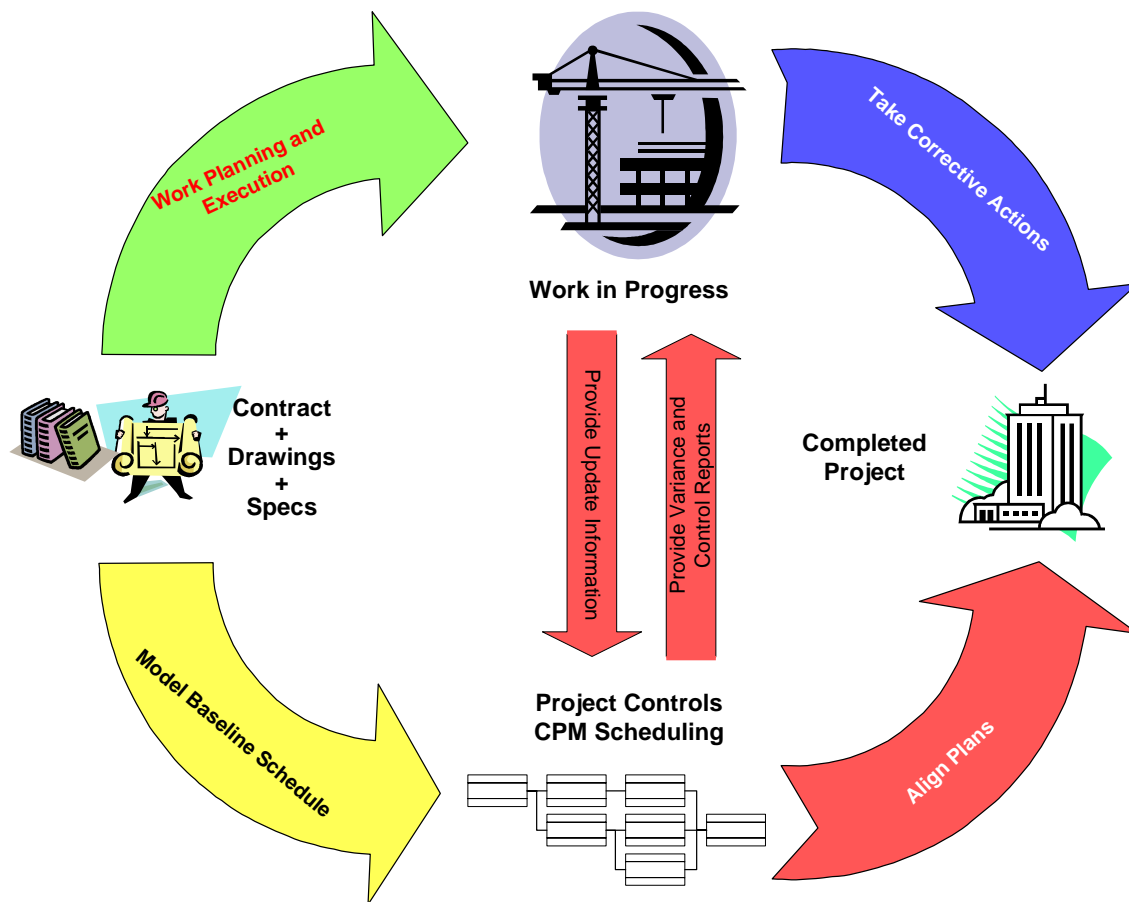 Work Planning and
Execution
Take Corrective Actions
Work in Progress
Contract
+
Drawings
+
Specs
Provide Update Information
Provide Variance and
Control Reports
Completed
Project
Model Baseline Schedule
Project Controls
CPM Scheduling
Align Plans